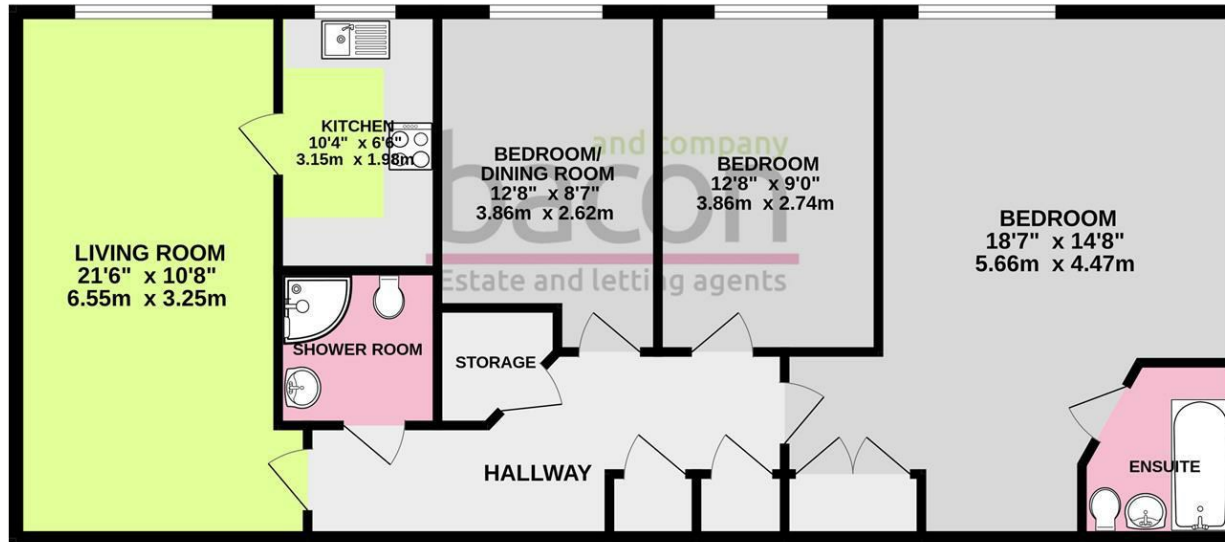 LIVING ROOM
21'6" x 10'8"
6.55m x 3.25m
KITCHEN
10'4" x 6'6"
3.15m x 1.98m
SHOWER ROOM
STORAGE
BEDROOM/
DINING ROOM
12'8" x 8'7"
3.86m x 2.62m
BEDROOM
12'8" x 9'0"
3.86m x 2.74m
BEDROOM
18'7" x 14'8"
5.66m x 4.47m
ENSUITE
HALLWAY
and company
bacon
Estate and letting agents